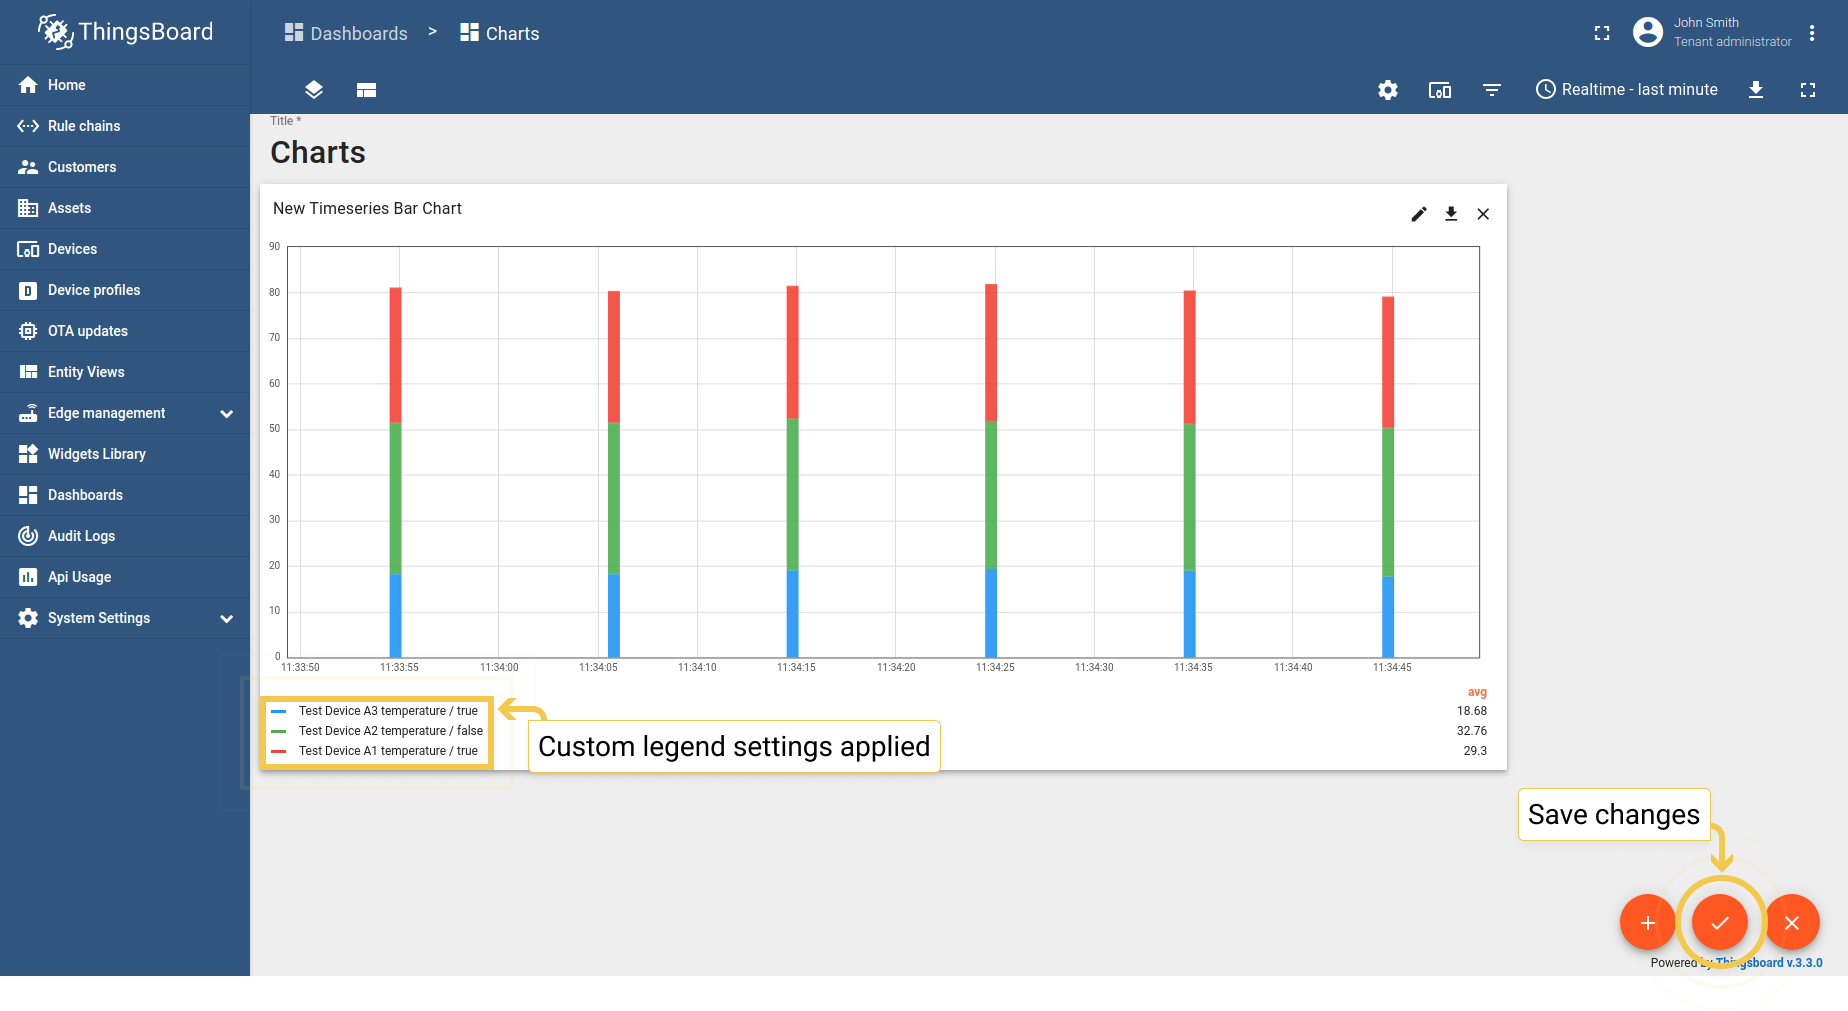 ThingsBoard
Dashboards > Charts
John Smith
Tenant administrator
Realtime - last minute
Home
Rule chains
Customers
Assets
Devices
Device profiles
OTA updates
Entity Views
Edge management
Widgets Library
Dashboards
Audit Logs
Api Usage
System Settings
Title *
Charts
New Timeseries Bar Chart
90
80
70
60
50
40
30
20
10
0
11:33:50 11:33:55 11:34:00 11:34:05 11:34:10 11:34:15 11:34:20 11:34:25 11:34:30 11:34:35 11:34:40 11:34:45
avg
Test Device A3 temperature / true 18.68
Test Device A2 temperature / false 32.76
Test Device A1 temperature / true 29.3
Custom legend settings applied
Save changes
Powered by Thingsboard v.3.3.0